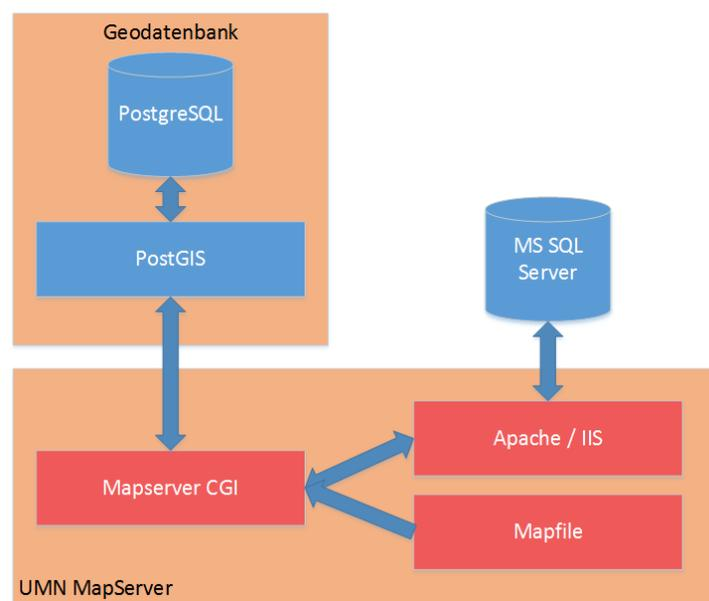 Geodatenbank
PostgreSQL
PostGIS
MS SQL
Server
Apache / IIS
Mapserver CGI
Mapfile
UMN MapServer